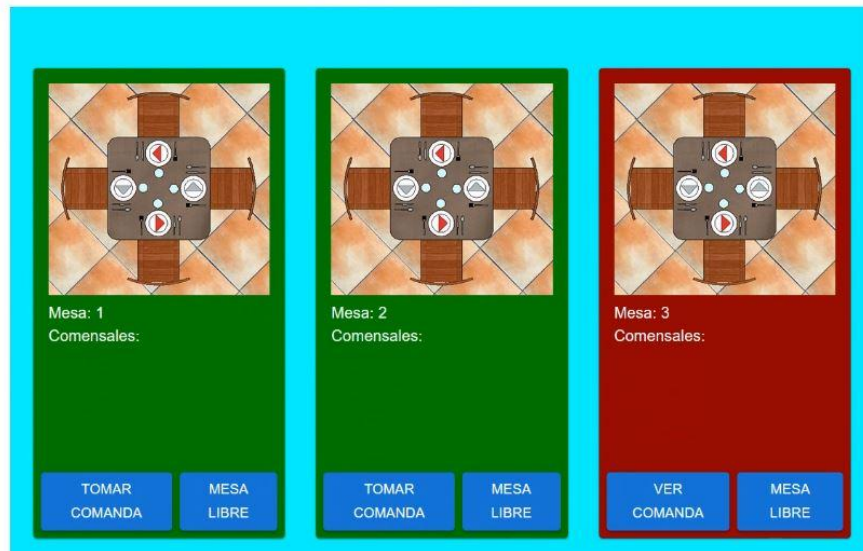 Mesa: 1
Comensales:
TOMAR
COMANDA
MESA
LIBRE
Mesa: 2
Comensales:
TOMAR
COMANDA
MESA
LIBRE
Mesa: 3
Comensales:
VER
COMANDA
MESA
LIBRE